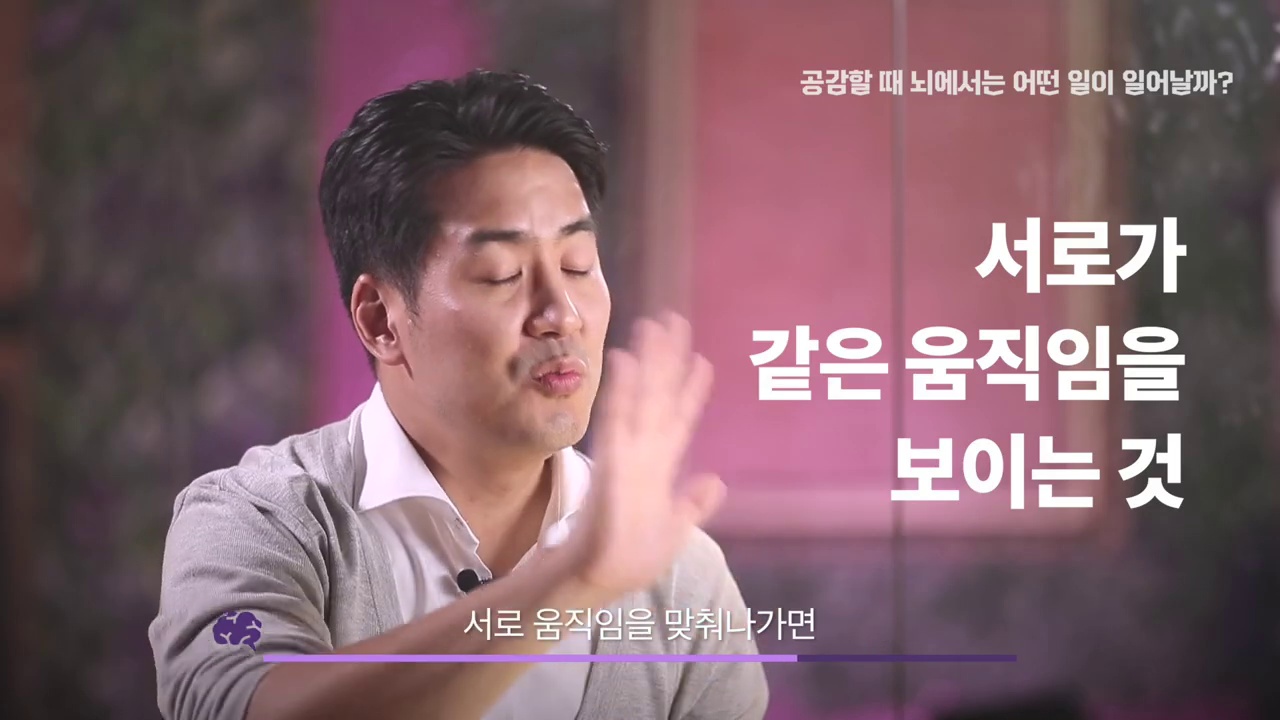 공감할 때 뇌에서는 어떤 일이 일어날까?
서로가
같은 움직임을
보이는 것
서로 움직임을 맞춰나가면